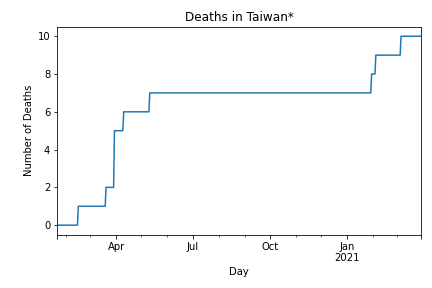 Deaths in Taiwan*
Number of Deaths
10
8
6
4
2
0
Apr
Jul
Oct
Jan
2021
Day